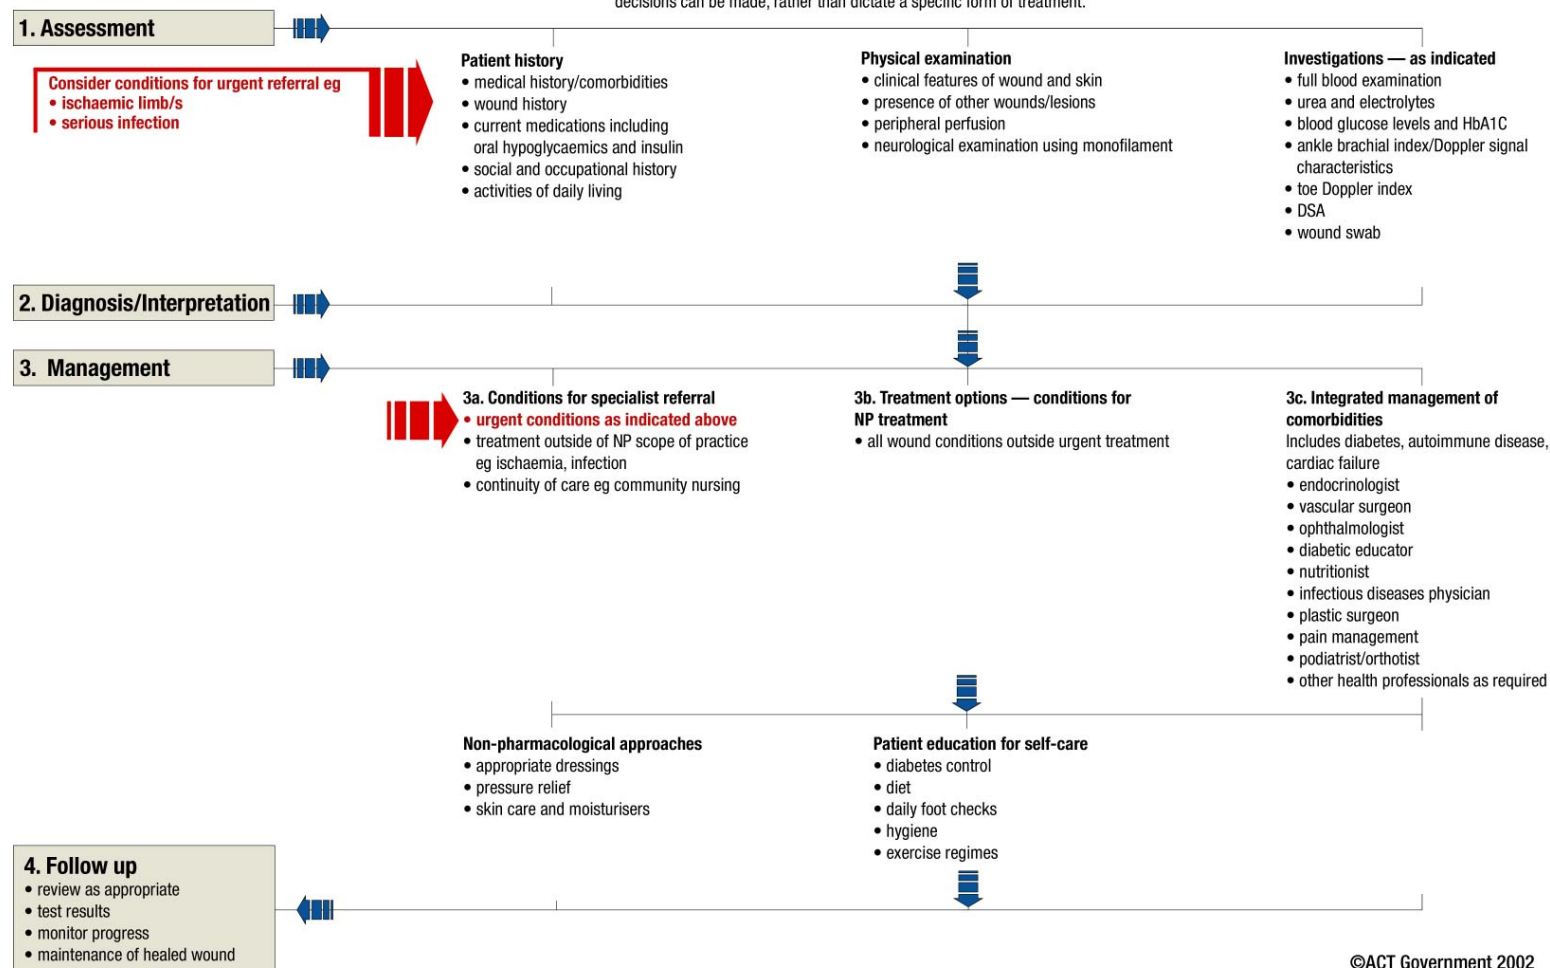 decisions can be made, rather than dictate a specific form of treatment.
1. Assessment
Consider conditions for urgent referral eg
• ischaemic limb/s
• serious infection
Patient history
• medical history/comorbidities
• wound history
• current medications including
oral hypoglycaemics and insulin
• social and occupational history
• activities of daily living
Physical examination
• clinical features of wound and skin
• presence of other wounds/lesions
• peripheral perfusion
• neurological examination using monofilament
Investigations — as indicated
• full blood examination
• urea and electrolytes
• blood glucose levels and HbA1C
• ankle brachial index/Doppler signal
characteristics
• toe Doppler index
• DSA
• wound swab
2. Diagnosis/Interpretation
3. Management
3a. Conditions for specialist referral
• urgent conditions as indicated above
• treatment outside of NP scope of practice
eg ischaemia, infection
• continuity of care eg community nursing
3b. Treatment options — conditions for
NP treatment
• all wound conditions outside urgent treatment
3c. Integrated management of
comorbidities
Includes diabetes, autoimmune disease,
cardiac failure
• endocrinologist
• vascular surgeon
• ophthalmologist
• diabetic educator
• nutritionist
• infectious diseases physician
• plastic surgeon
• pain management
• podiatrist/orthotist
• other health professionals as required
Non-pharmacological approaches
• appropriate dressings
• pressure relief
• skin care and moisturisers
Patient education for self-care
• diabetes control
• diet
• daily foot checks
• hygiene
• exercise regimes
4. Follow up
• review as appropriate
• test results
• monitor progress
• maintenance of healed wound
©ACT Government 2002